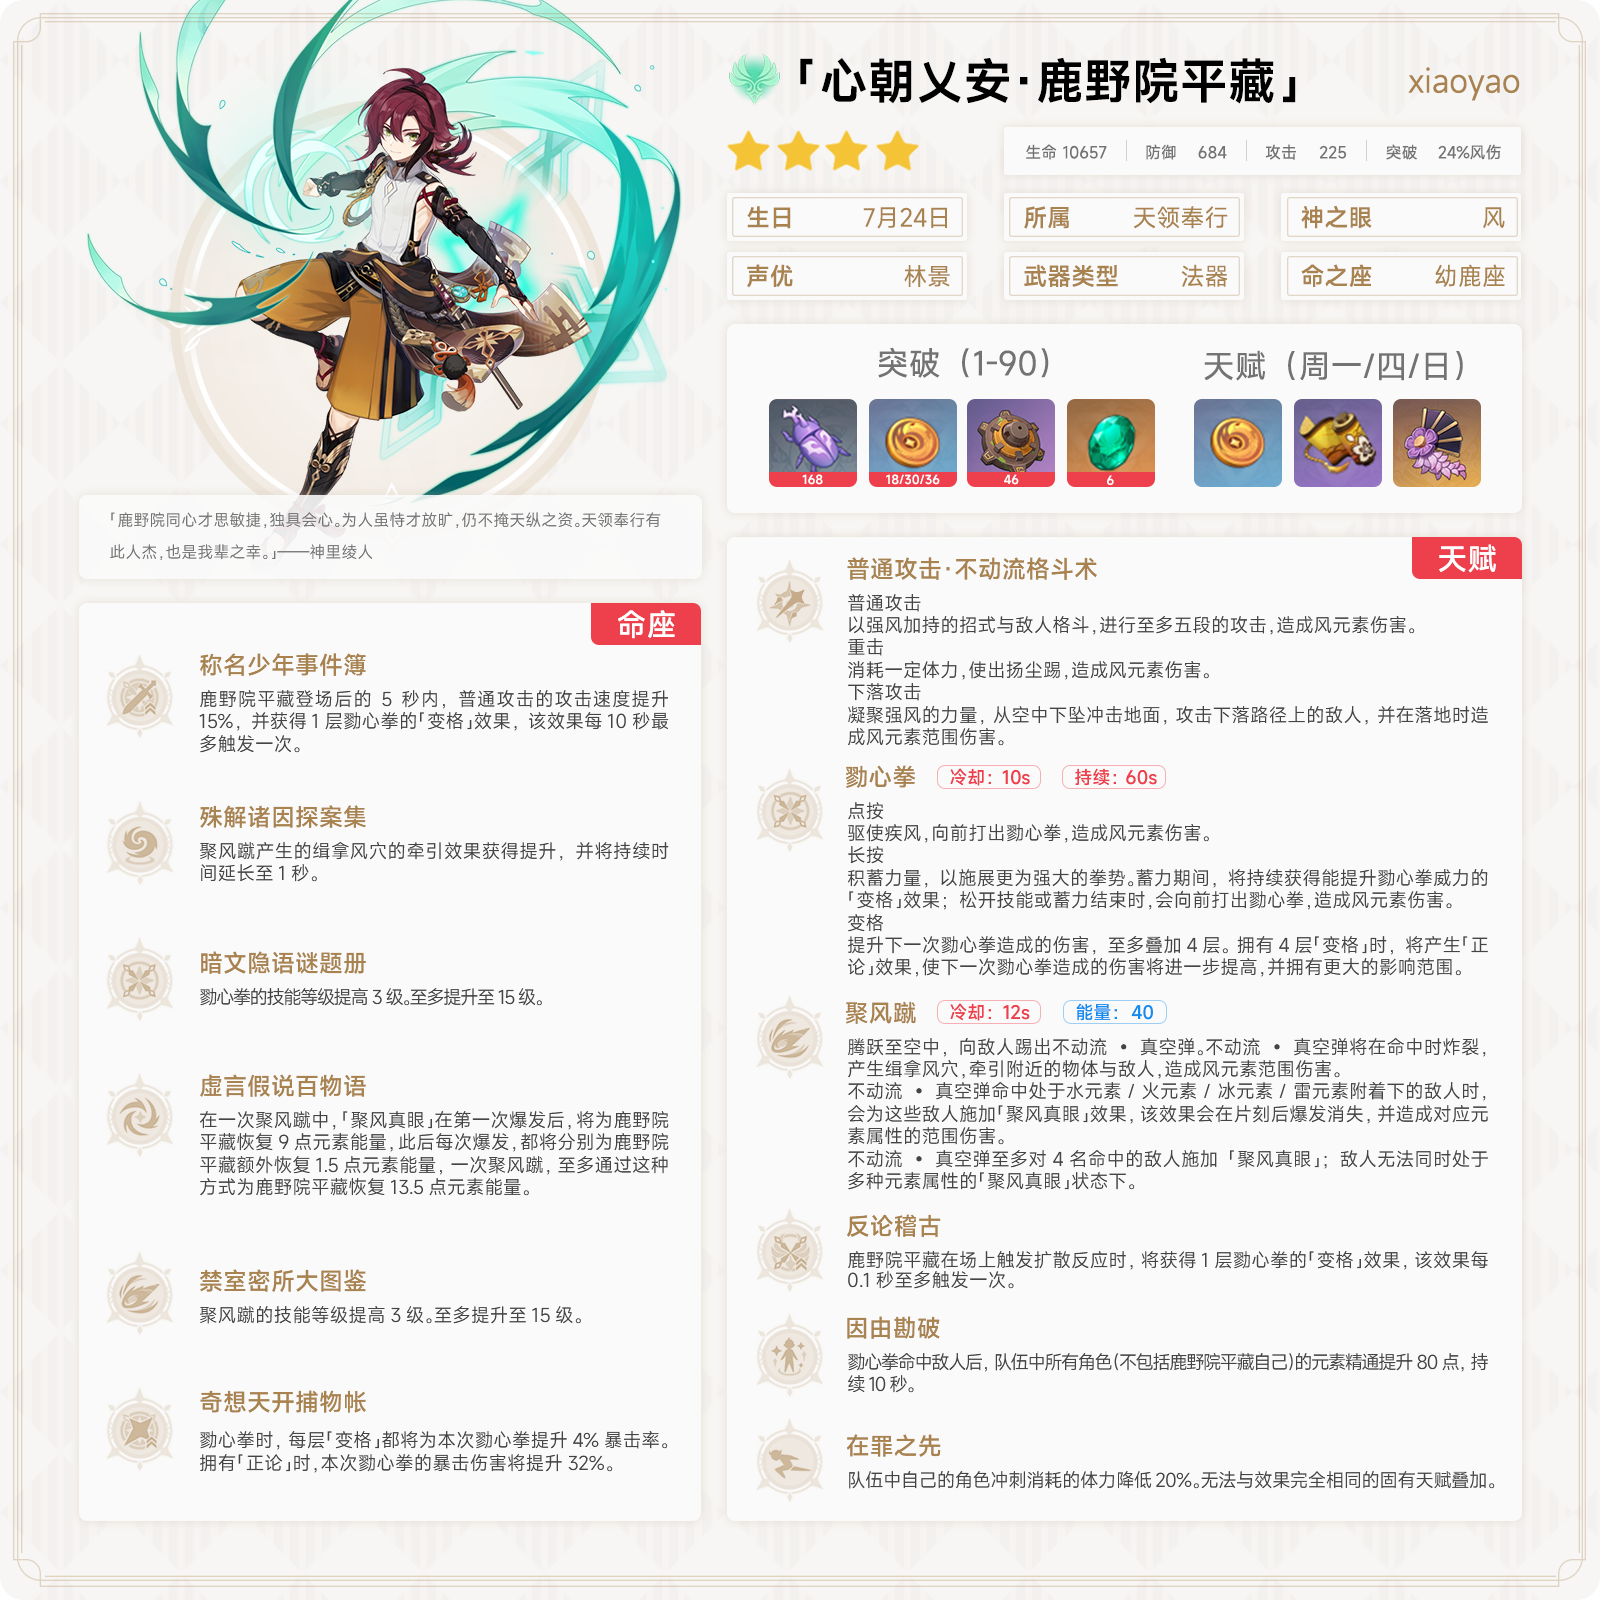 「心朝乂安·鹿野院平藏」
xiaoyao
生命 10657 防御 684 攻击 225 突破 24%风伤
生日 7月24日 所属 天领奉行 神之眼 风
声优 林景 武器类型 法器 命之座 幼鹿座
突破（1-90）
天赋（周一/四/日）
168 18/30/36 46 6
「鹿野院同心才思敏捷,独具会心。为人虽恃才放旷,仍不掩天纵之资。天领奉行有
此人杰,也是我辈之幸。」——神里绫人
命座
称名少年事件簿
鹿野院平藏登场后的 5 秒内，普通攻击的攻击速度提升
15%，并获得 1 层勠心拳的「变格」效果，该效果每 10 秒最
多触发一次。
殊解诸因探案集
聚风蹴产生的缉拿风穴的牵引效果获得提升，并将持续时
间延长至 1 秒。
暗文隐语谜题册
勠心拳的技能等级提高 3 级。至多提升至 15 级。
虚言假说百物语
在一次聚风蹴中,「聚风真眼」在第一次爆发后,将为鹿野院
平藏恢复 9 点元素能量,此后每次爆发,都将分别为鹿野院
平藏额外恢复 1.5 点元素能量，一次聚风蹴，至多通过这种
方式为鹿野院平藏恢复 13.5 点元素能量。
禁室密所大图鉴
聚风蹴的技能等级提高 3 级。至多提升至 15 级。
奇想天开捕物帐
勠心拳时，每层「变格」都将为本次勠心拳提升 4% 暴击率。
拥有「正论」时,本次勠心拳的暴击伤害将提升 32%。
天赋
普通攻击·不动流格斗术
普通攻击
以强风加持的招式与敌人格斗,进行至多五段的攻击,造成风元素伤害。
重击
消耗一定体力,使出扬尘踢,造成风元素伤害。
下落攻击
凝聚强风的力量，从空中下坠冲击地面，攻击下落路径上的敌人，并在落地时造
成风元素范围伤害。
勠心拳 冷却：10s 持续：60s
点按
驱使疾风,向前打出勠心拳,造成风元素伤害。
长按
积蓄力量，以施展更为强大的拳势。蓄力期间，将持续获得能提升勠心拳威力的
「变格」效果；松开技能或蓄力结束时,会向前打出勠心拳,造成风元素伤害。
变格
提升下一次勠心拳造成的伤害，至多叠加 4 层。拥有 4 层「变格」时，将产生「正
论」效果,使下一次勠心拳造成的伤害将进一步提高,并拥有更大的影响范围。
聚风蹴 冷却：12s 能量：40
腾跃至空中，向敌人踢出不动流 • 真空弹。不动流 • 真空弹将在命中时炸裂，
产生缉拿风穴,牵引附近的物体与敌人,造成风元素范围伤害。
不动流 • 真空弹命中处于水元素 / 火元素 / 冰元素 / 雷元素附着下的敌人时，
会为这些敌人施加「聚风真眼」效果，该效果会在片刻后爆发消失，并造成对应元
素属性的范围伤害。
不动流 • 真空弹至多对 4 名命中的敌人施加「聚风真眼」；敌人无法同时处于
多种元素属性的「聚风真眼」状态下。
反论稽古
鹿野院平藏在场上触发扩散反应时，将获得 1 层勠心拳的「变格」效果，该效果每
0.1 秒至多触发一次。
因由勘破
勠心拳命中敌人后，队伍中所有角色(不包括鹿野院平藏自己)的元素精通提升 80 点，持
续 10 秒。
在罪之先
队伍中自己的角色冲刺消耗的体力降低 20%。无法与效果完全相同的固有天赋叠加。